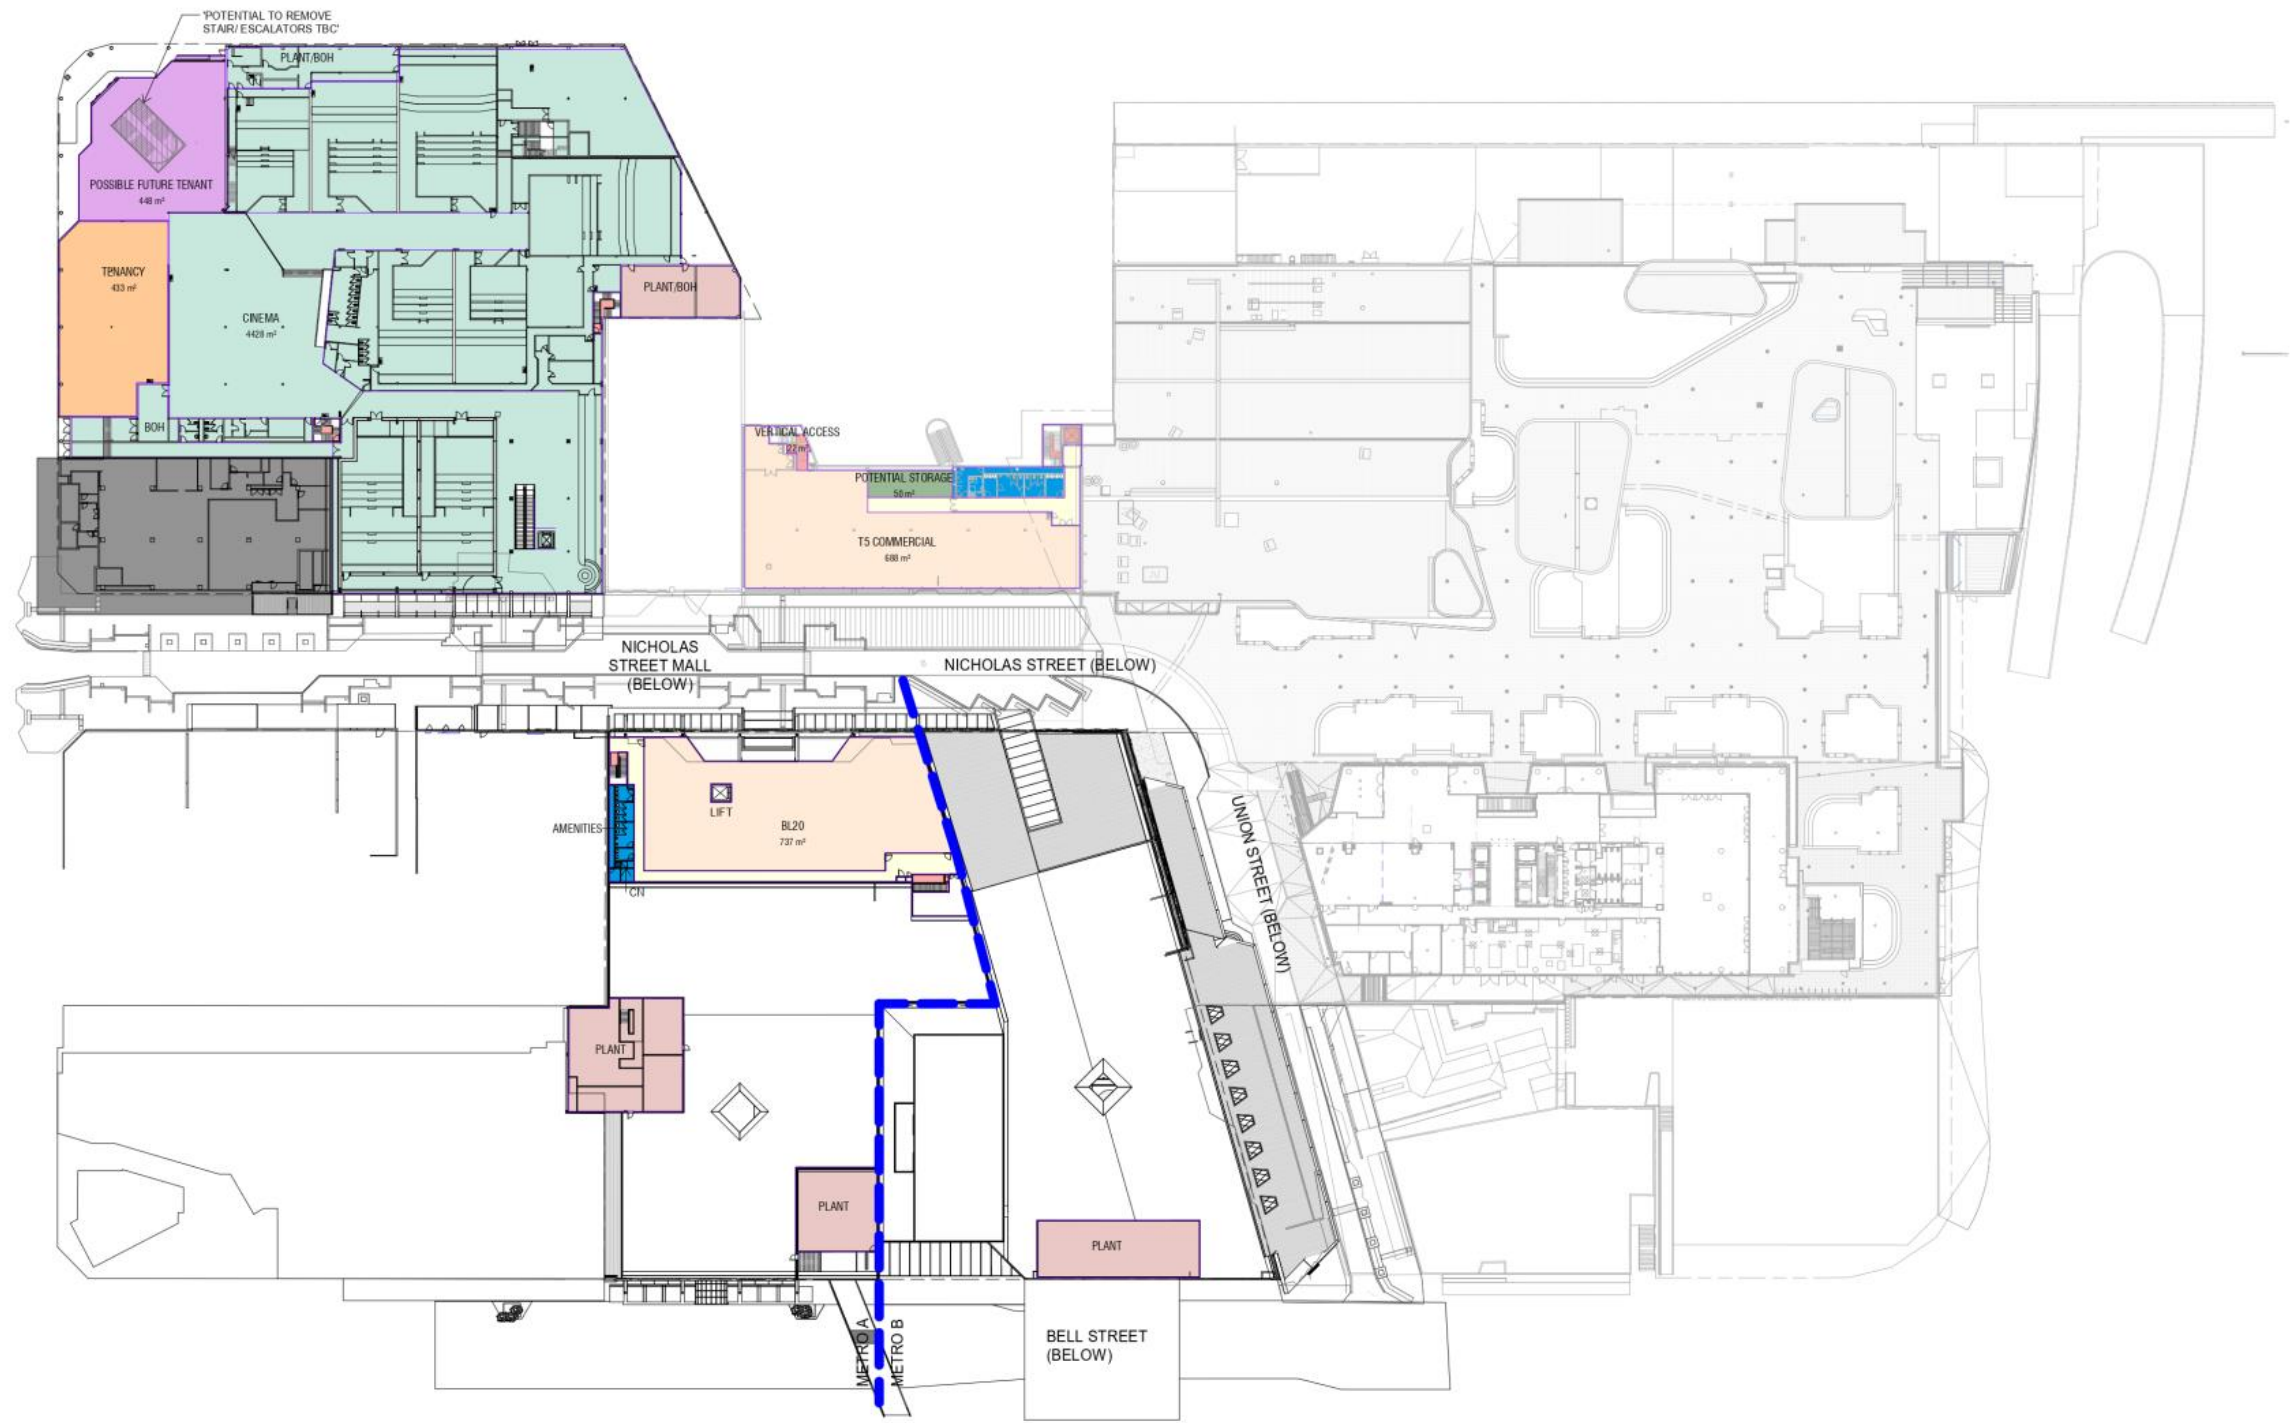 'POTENTIAL TO REMOVE
STAIR/ ESCALATORS TBC'
PLANT/BOH
POSSIBLE FUTURE TENANT
448 m²
TENANCY
433 m²
CINEMA
4428 m²
PLANT/BOH
BOH
VERTICAL ACCESS
22 m²
POTENTIAL STORAGE
50 m²
T5 COMMERCIAL
688 m²
NICHOLAS
STREET MALL
(BELOW)
NICHOLAS STREET (BELOW)
LIFT
AMENITIES
BL20
737 m²
CN
UNION STREET (BELOW)
PLANT
PLANT
PLANT
METRO A
METRO B
BELL STREET
(BELOW)